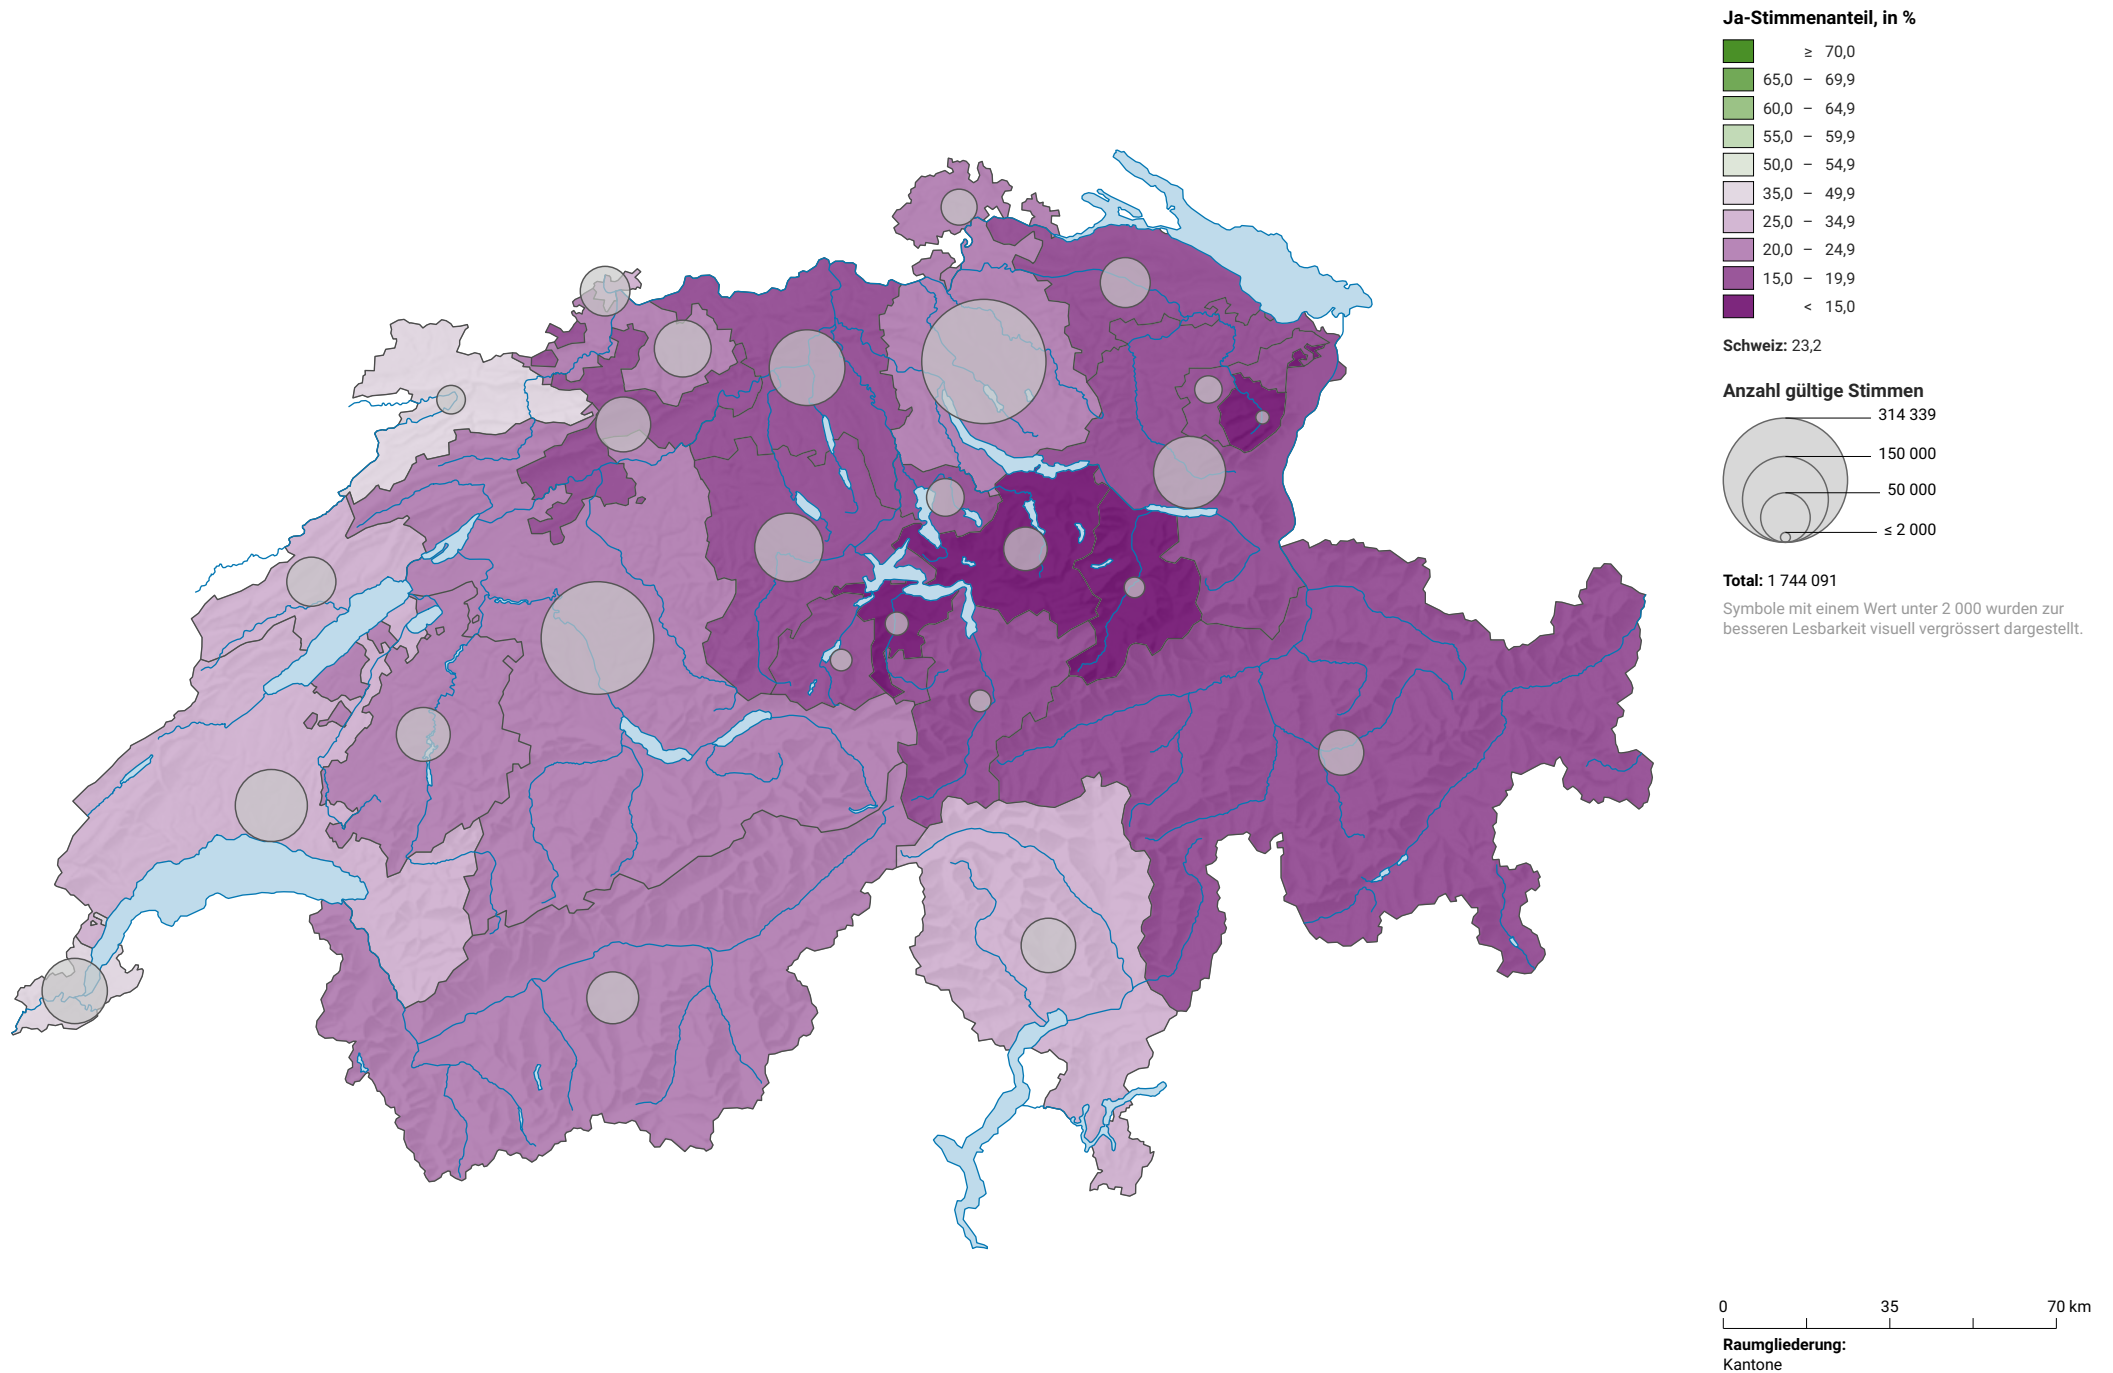 Ja-Stimmenanteil, in %
≥ 70,0
65,0 – 69,9
60,0 – 64,9
55,0 – 59,9
50,0 – 54,9
35,0 – 49,9
25,0 – 34,9
20,0 – 24,9
15,0 – 19,9
< 15,0
Schweiz: 23,2
Anzahl gültige Stimmen
314 339
150 000
50 000
≤ 2 000
Total: 1 744 091
Symbole mit einem Wert unter 2 000 wurden zur
besseren Lesbarkeit visuell vergrössert dargestellt.
0 35 70 km
Raumgliederung:
Kantone